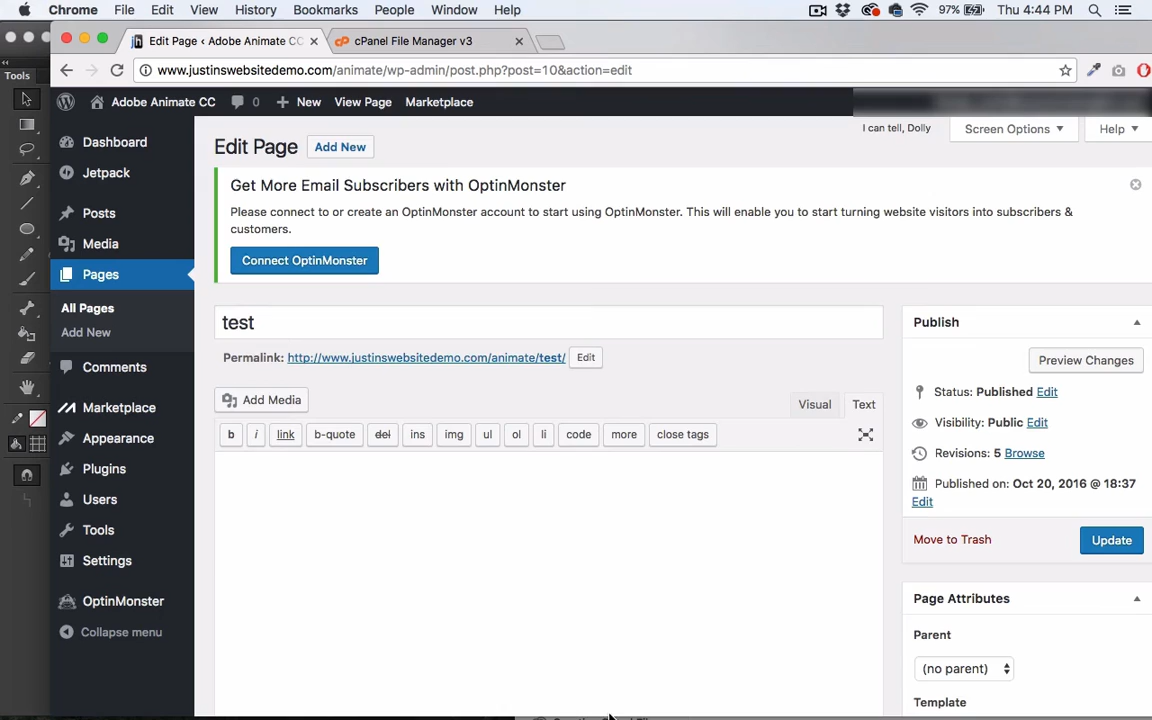 Chrome File Edit View History Bookmarks People Window Help 97% Thu 4:44 PM
Edit Page ‹ Adobe Animate CC cPanel File Manager v3
Tools
www.justinswebsitedemo.com/animate/wp-admin/post.php?post=10&action=edit
Adobe Animate CC 0 New View Page Marketplace
I can tell, Dolly Screen Options Help
Dashboard
Jetpack
Posts
Media
Pages
All Pages
Add New
Comments
Marketplace
Appearance
Plugins
Users
Tools
Settings
OptinMonster
Collapse menu
Edit Page Add New
Get More Email Subscribers with OptinMonster
Please connect to or create an OptinMonster account to start using OptinMonster. This will enable you to start turning website visitors into subscribers &
customers.
Connect OptinMonster
test
Permalink: http://www.justinswebsitedemo.com/animate/test/ Edit
Add Media Visual Text
b i link b-quote del ins img ul ol li code more close tags
Publish
Preview Changes
Status: Published Edit
Visibility: Public Edit
Revisions: 5 Browse
Published on: Oct 20, 2016 @ 18:37
Edit
Move to Trash Update
Page Attributes
Parent
(no parent)
Template